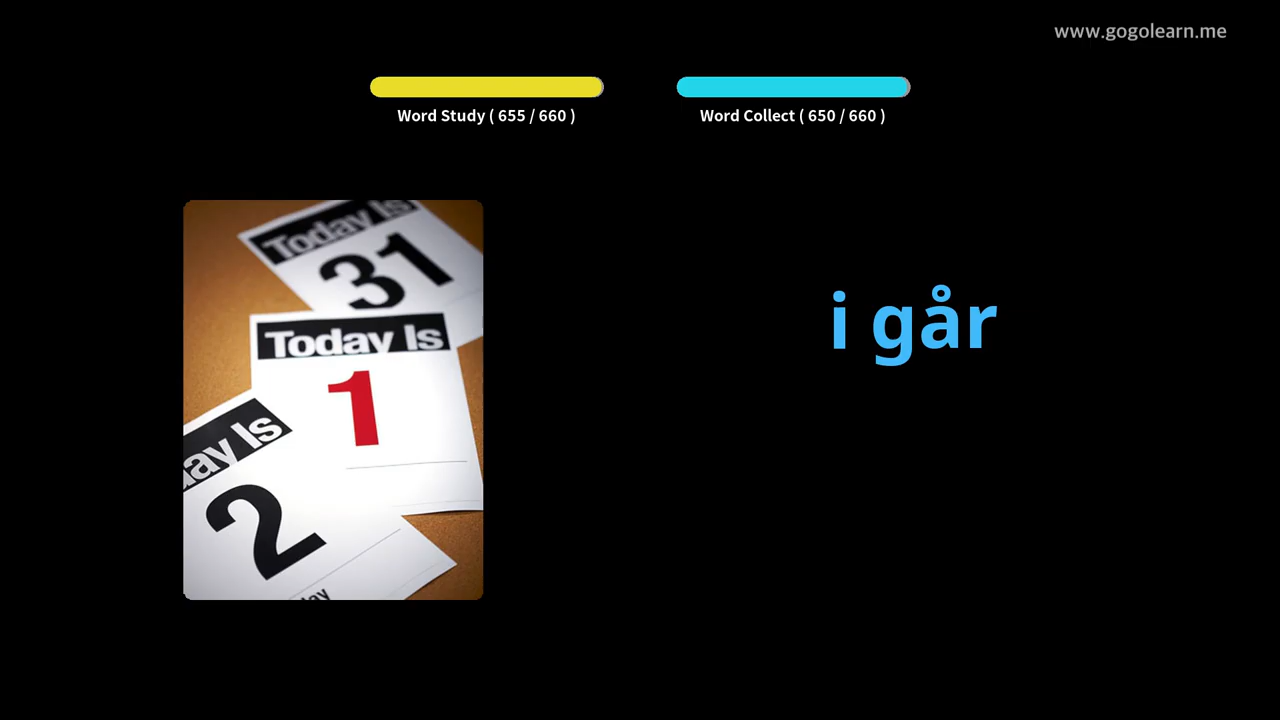 www.gogolearn.me
Word Study ( 655 / 660 )
Word Collect ( 650 / 660 )
Today Is
31
Today Is
1
ay Is
2
i går